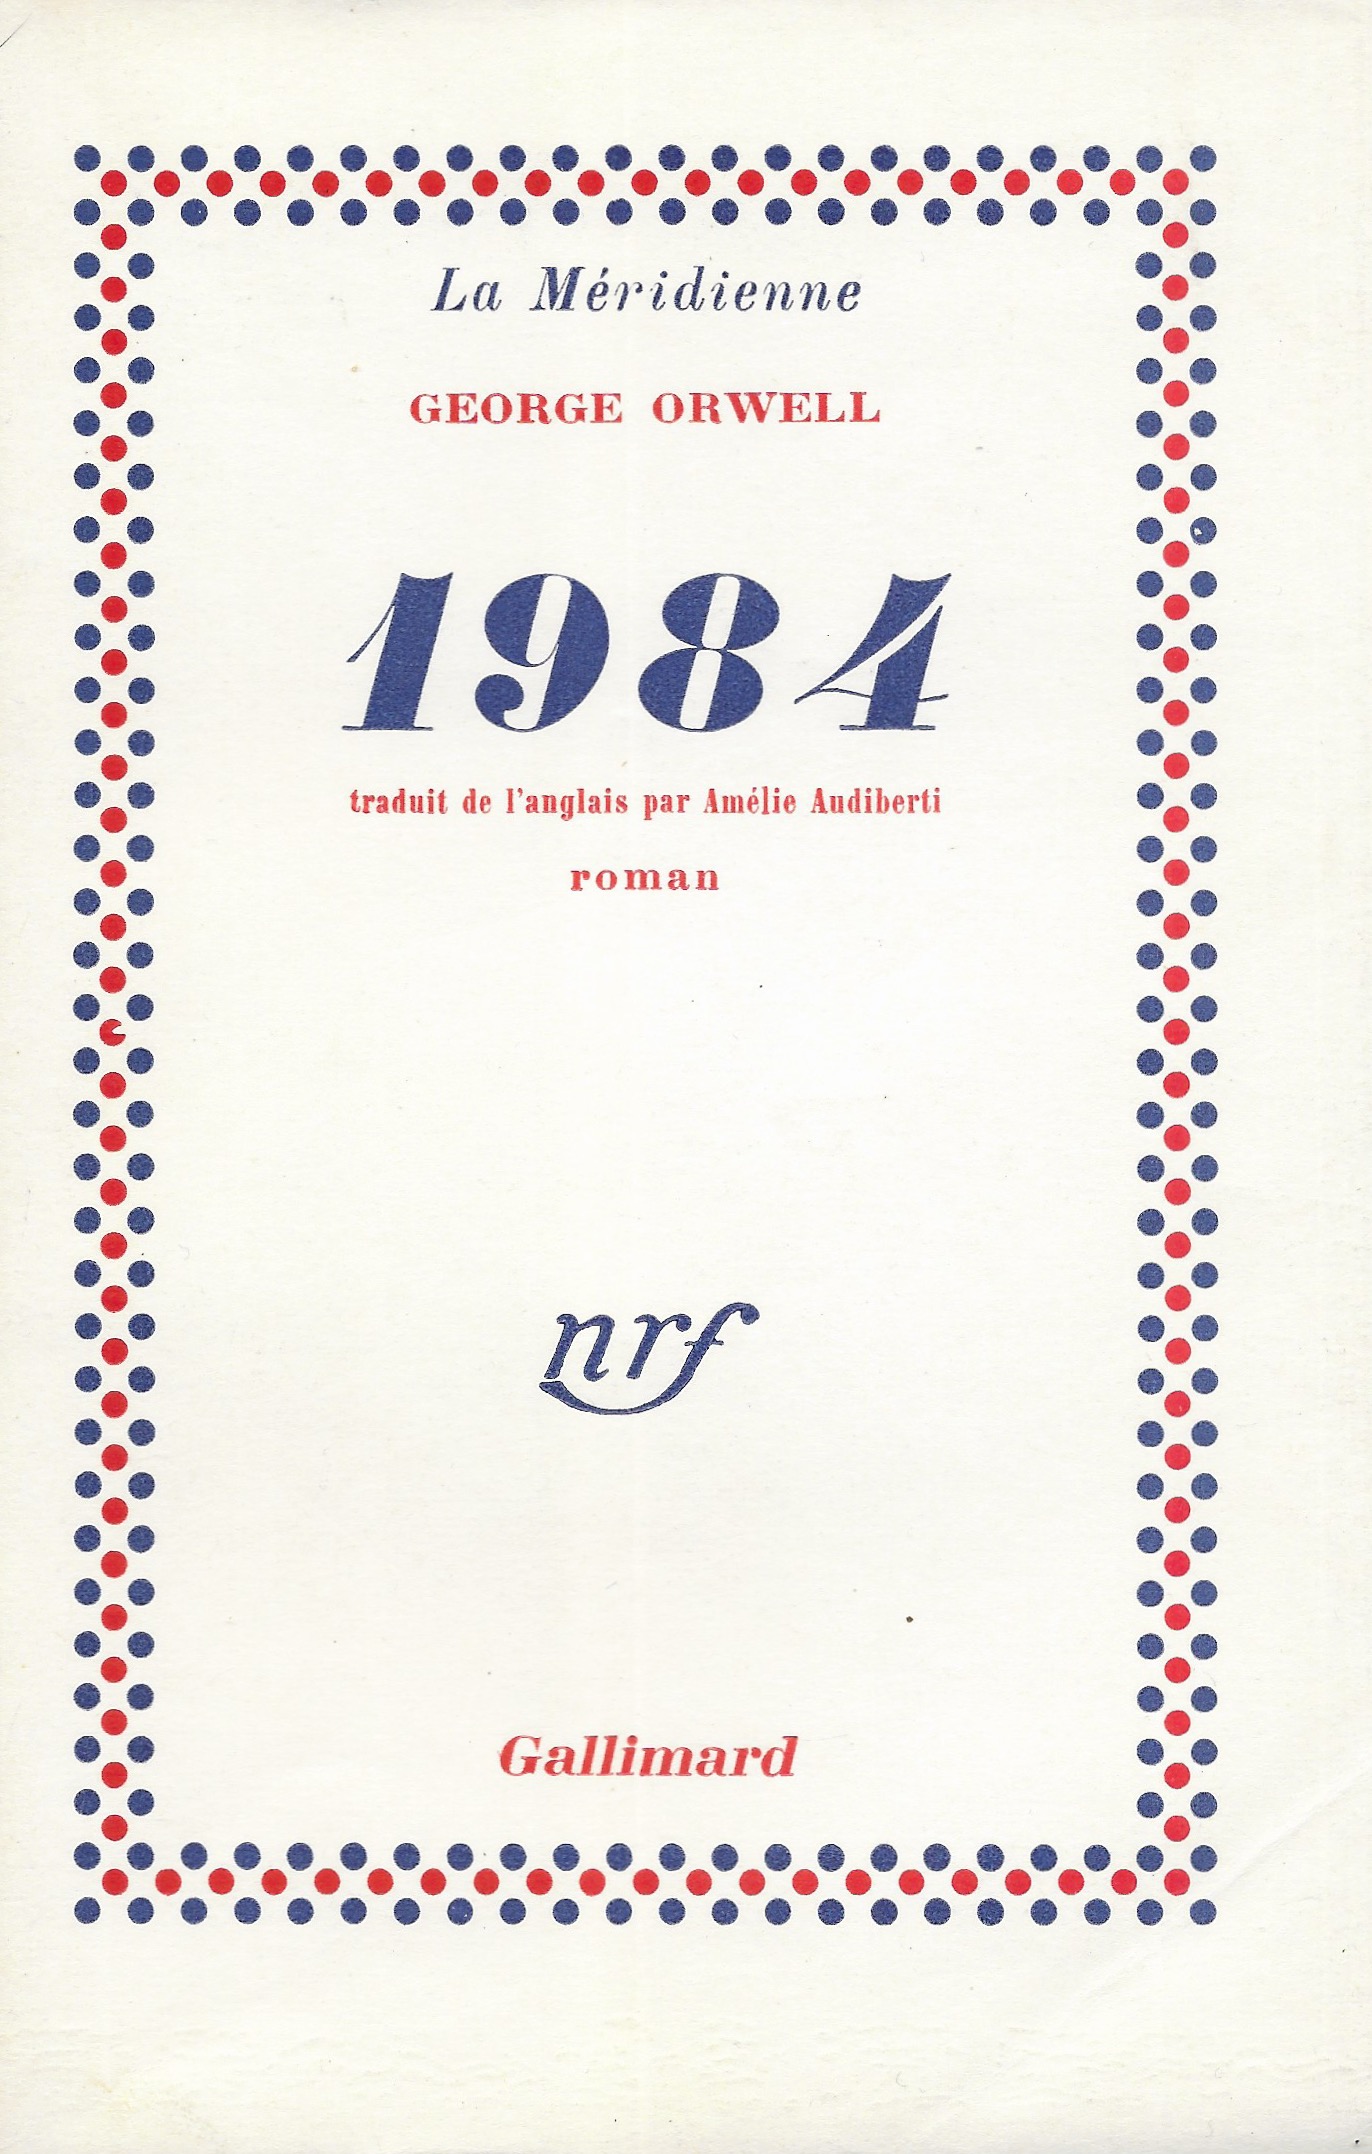 La Méridienne
GEORGE ORWELL
1984
traduit de l'anglais par Amélie Audiberti
roman
nrf
Gallimard